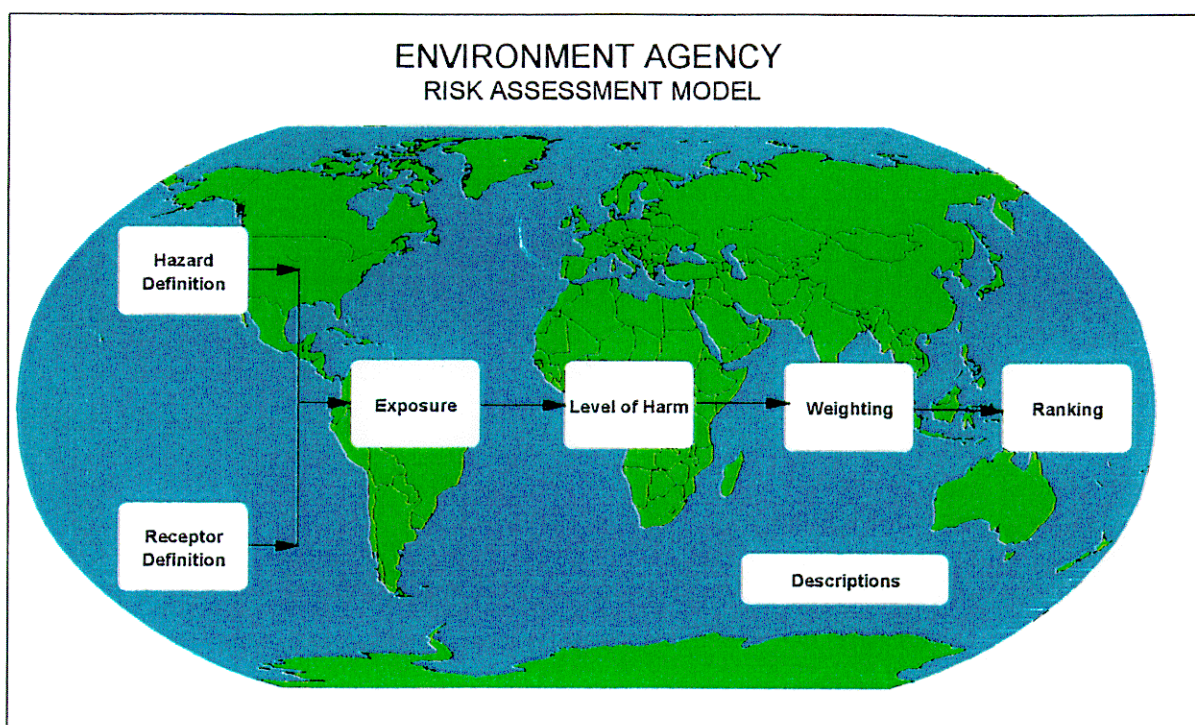 ENVIRONMENT AGENCY
RISK ASSESSMENT MODEL
Hazard
Definition
Exposure
Level of Harm
Weighting
Ranking
Receptor
Definition
Descriptions